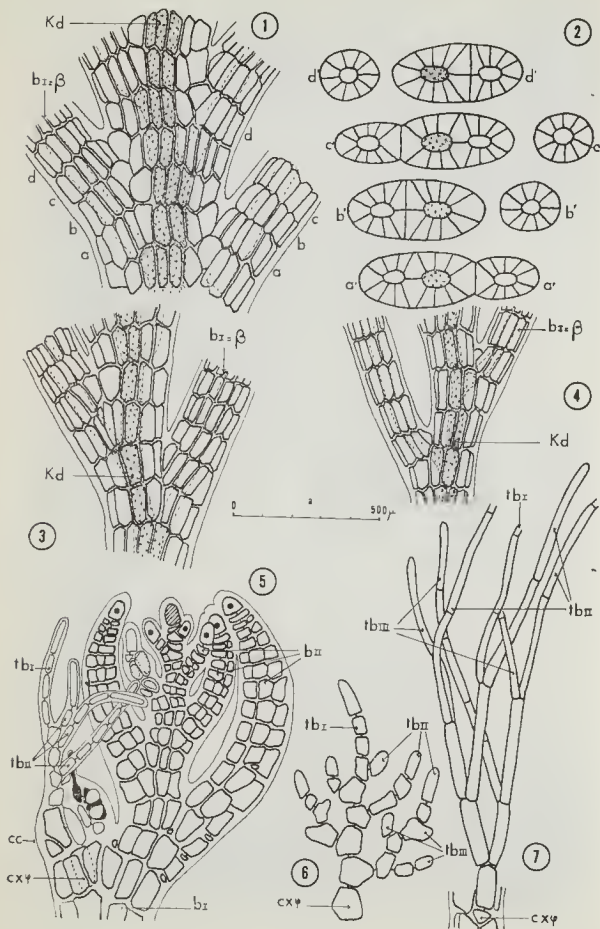 1
Kd
bI=β
d
c
b
a
d
c
b
a
2
d'
d'
c'
c'
b'
b'
a'
a'
3
bI=β
Kd
4
bI=β
Kd
0
a
500μ
5
tbI
tbII
cc
cxφ
bII
bI
6
tbI
tbII
tbIII
cxφ
7
tbI
tbII
tbIII
cxφ